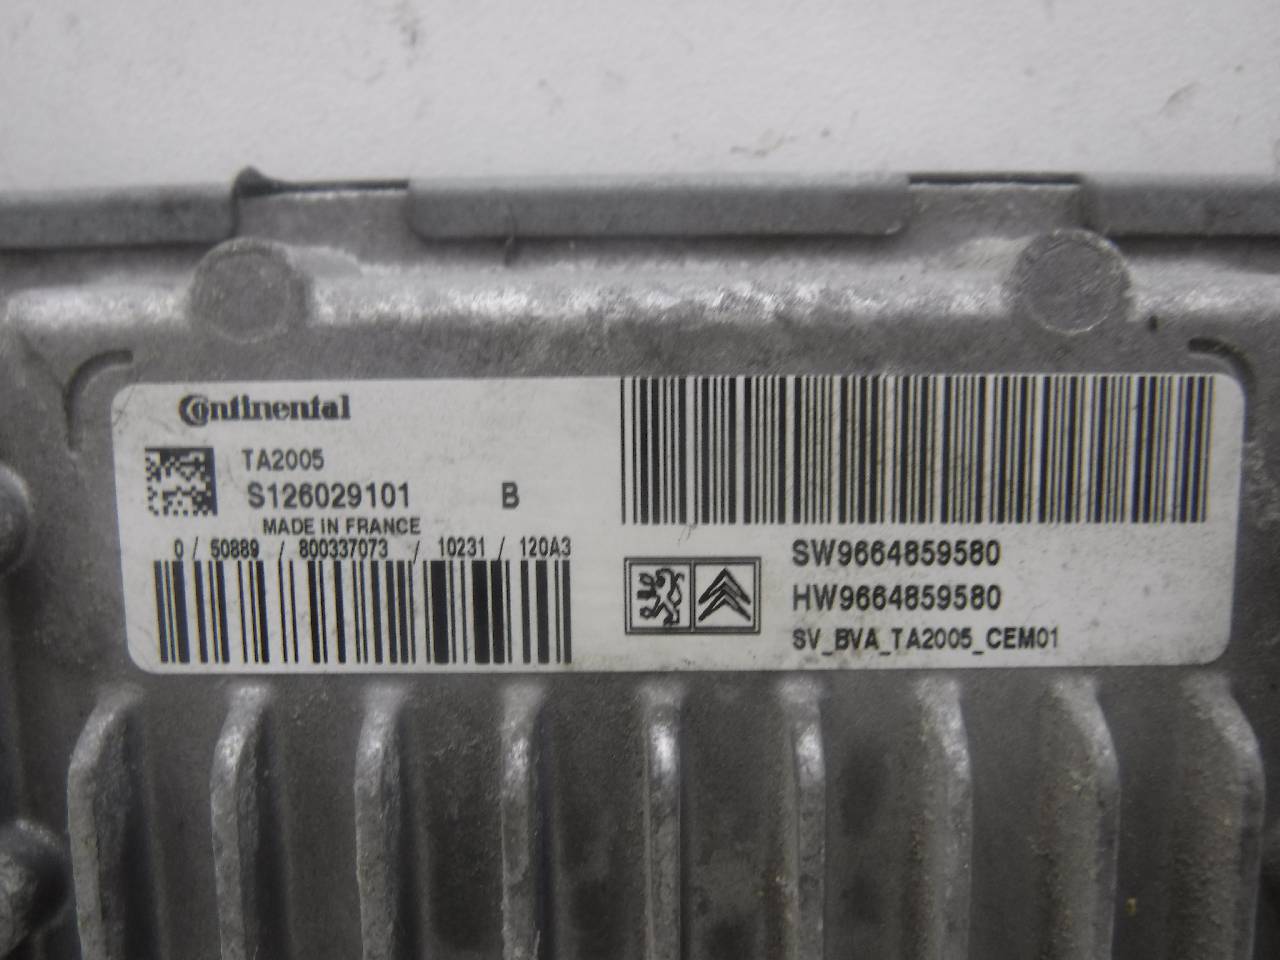 Continental
TA2005
S126029101 B
MADE IN FRANCE
0 / 50889 / 800337073 / 10231 / 120A3
SW9664859580
HW9664859580
SV_BVA_TA2005_CEM01